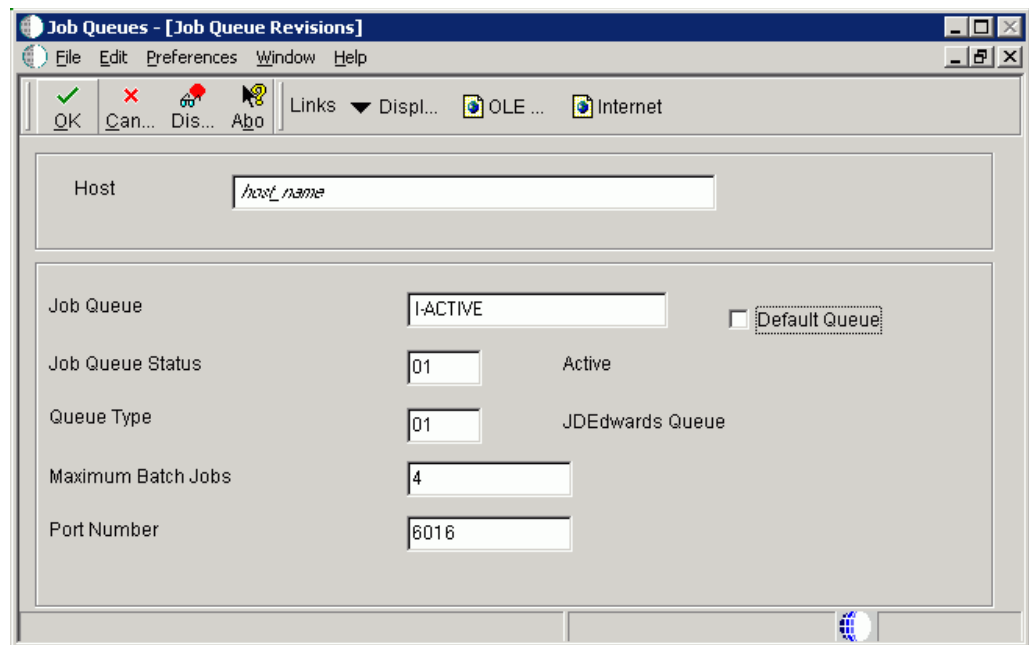 Job Queues - [Job Queue Revisions]
File Edit Preferences Window Help
OK Can... Dis... Abo Links Displ... OLE ... Internet
Host host_name
Job Queue I-ACTIVE Default Queue
Job Queue Status 01 Active
Queue Type 01 JDEdwards Queue
Maximum Batch Jobs 4
Port Number 6016